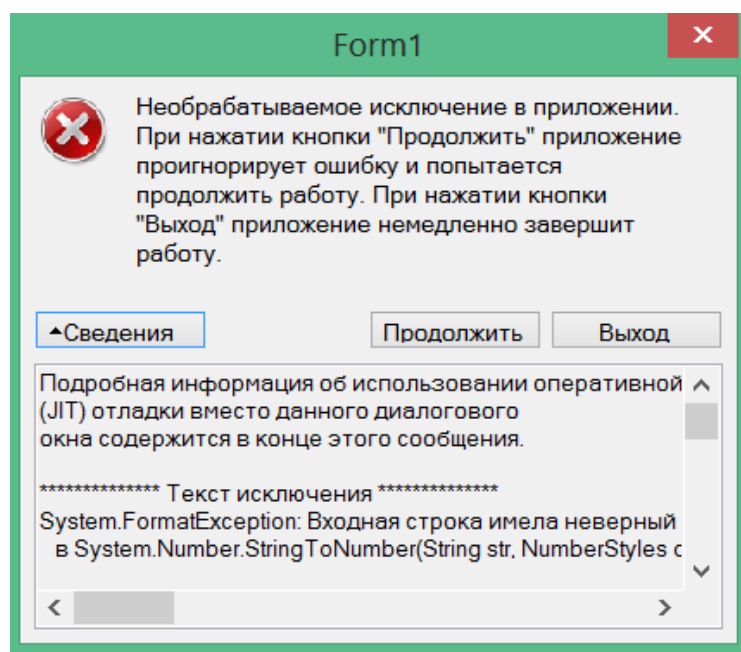 Form1
Необрабатываемое исключение в приложении.
При нажатии кнопки "Продолжить" приложение
проигнорирует ошибку и попытается
продолжить работу. При нажатии кнопки
"Выход" приложение немедленно завершит
работу.
Сведения Продолжить Выход
Подробная информация об использовании оперативной
(JIT) отладки вместо данного диалогового
окна содержится в конце этого сообщения.
************** Текст исключения **************
System.FormatException: Входная строка имела неверный
в System.Number.StringToNumber(String str, NumberStyles